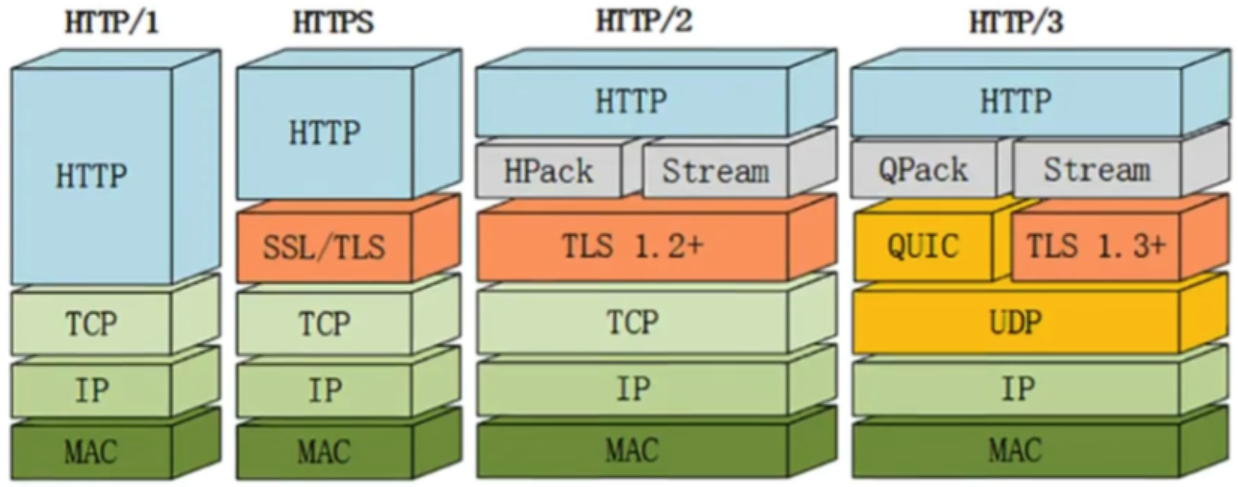 HTTP/1
HTTPS
HTTP/2
HTTP/3
HTTP
HTTP
HTTP
HTTP
HPack
Stream
QPack
Stream
SSL/TLS
TLS 1.2+
QUIC
TLS 1.3+
TCP
TCP
TCP
UDP
IP
IP
IP
IP
MAC
MAC
MAC
MAC